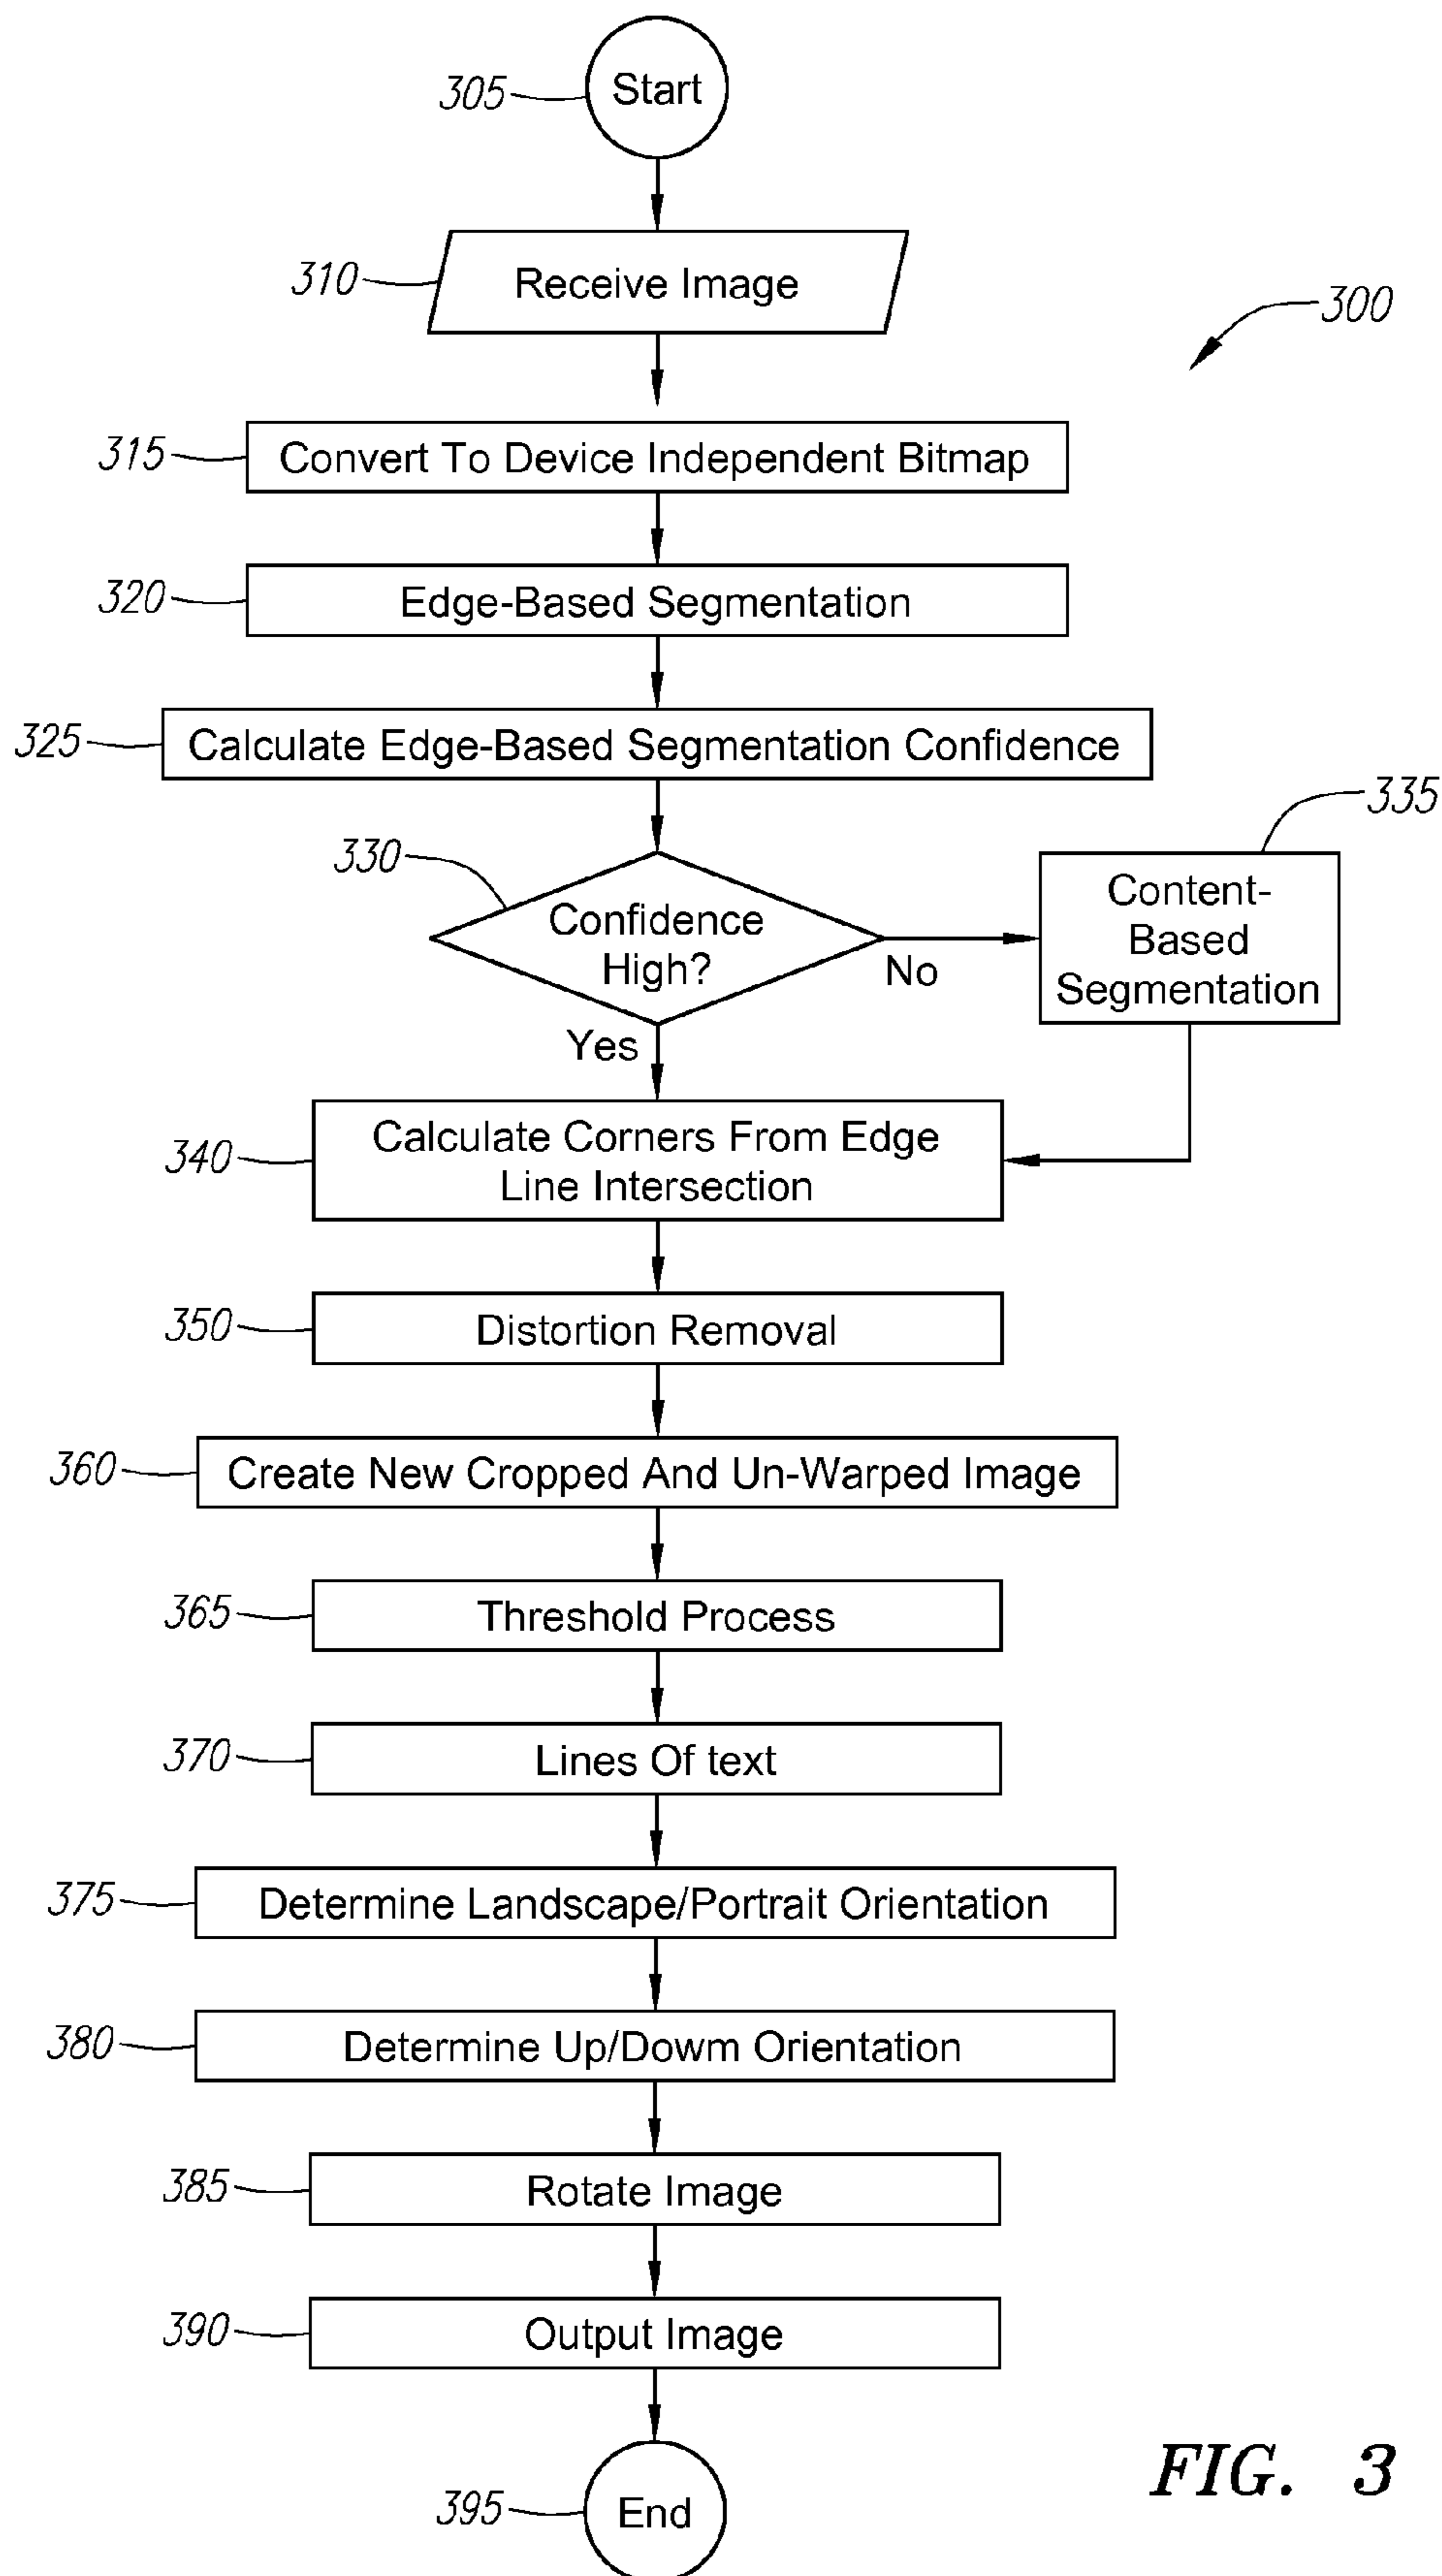 305
Start
310
Receive Image
300
315
Convert To Device Independent Bitmap
320
Edge-Based Segmentation
325
Calculate Edge-Based Segmentation Confidence
335
330
Confidence
High?
No
Content-
Based
Segmentation
Yes
340
Calculate Corners From Edge
Line Intersection
350
Distortion Removal
360
Create New Cropped And Un-Warped Image
365
Threshold Process
370
Lines Of text
375
Determine Landscape/Portrait Orientation
380
Determine Up/Dowm Orientation
385
Rotate Image
390
Output Image
395
End
FIG. 3